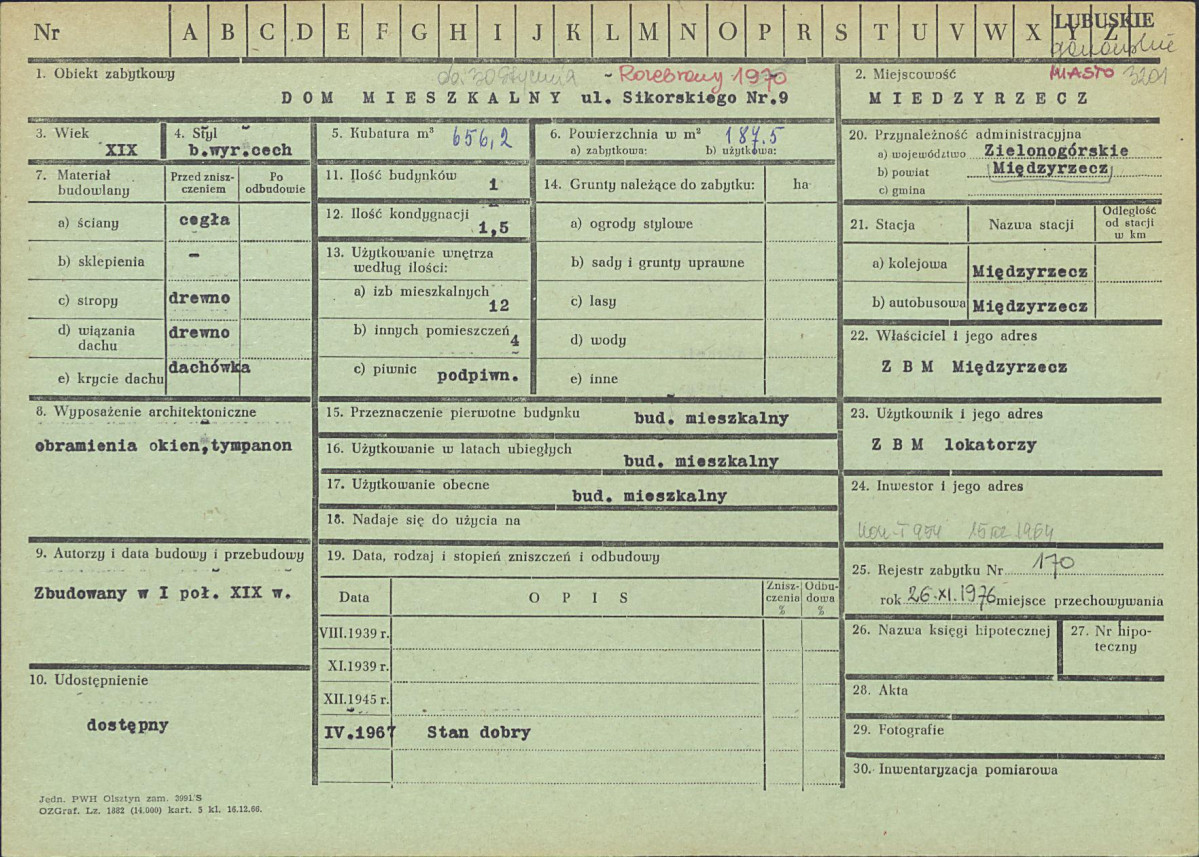 Nr A B C D E F G H I J K L M N O P R S T U V W X Y Z
LUBUSKIE
gorzowskie
1. Obiekt zabytkowy
ob. 30 Stycznia - Rozebrany 1970
DOM MIESZKALNY ul. Sikorskiego Nr.9
2. Miejscowość MIASTO 3201
MIEDZYRZECZ
3. Wiek
XIX
4. Styl
b.wyr.cech
5. Kubatura m³ 656,2
6. Powierzchnia w m² 187.5
a) zabytkowa: b) użytkowa:
7. Materiał budowlany
Przed zniszczeniem
Po odbudowie
a) ściany cegła
b) sklepienia -
c) stropy drewno
d) wiązania dachu drewno
e) krycie dachu dachówka
8. Wyposażenie architektoniczne
obramienia okien,tympanon
9. Autorzy i data budowy i przebudowy
Zbudowany w I poł. XIX w.
10. Udostępnienie
dostępny
11. Ilość budynków 1
12. Ilość kondygnacji 1,5
13. Użytkowanie wnętrza
według ilości:
a) izb mieszkalnych 12
b) innych pomieszczeń 4
c) piwnic podpiwn.
14. Grunty należące do zabytku: ha
a) ogrody stylowe
b) sady i grunty uprawne
c) lasy
d) wody
e) inne
15. Przeznaczenie pierwotne budynku bud. mieszkalny
16. Użytkowanie w latach ubiegłych bud. mieszkalny
17. Użytkowanie obecne bud. mieszkalny
18. Nadaje się do użycia na
19. Data, rodzaj i stopień zniszczeń i odbudowy
Data OPIS Zniszczenia % Odbudowa %
VIII.1939 r.
XI.1939 r.
XII.1945 r.
IV.1967 Stan dobry
20. Przynależność administracyjna
a) województwo Zielonogórskie
b) powiat Międzyrzecz
c) gmina
21. Stacja Nazwa stacji Odległość od stacji w km
a) kolejowa Międzyrzecz
b) autobusowa Międzyrzecz
22. Właściciel i jego adres
Z B M Międzyrzecz
23. Użytkownik i jego adres
Z B M lokatorzy
24. Inwestor i jego adres
25. Rejestr zabytku Nr 170
rok 26.XI.1976 miejsce przechowywania
26. Nazwa księgi hipotecznej
27. Nr hipoteczny
28. Akta
29. Fotografie
30. Inwentaryzacja pomiarowa
Jedn. PWH Olsztyn zam. 3991/S
OZGraf. Lz. 1882 (14.000) kart. 5 kl. 16.12.66.